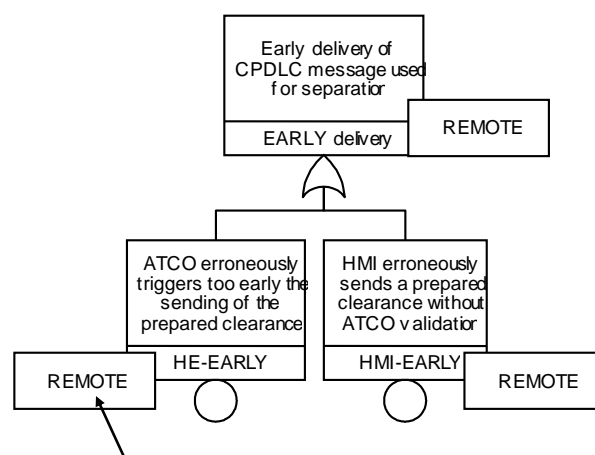 Early delivery of
CPDLC message used
for separation
EARLY delivery
REMOTE
ATCO erroneously
triggers too early the
sending of the
prepared clearance
HE-EARLY
REMOTE
HMI erroneously
sends a prepared
clearance without
ATCO validation
HMI-EARLY
REMOTE